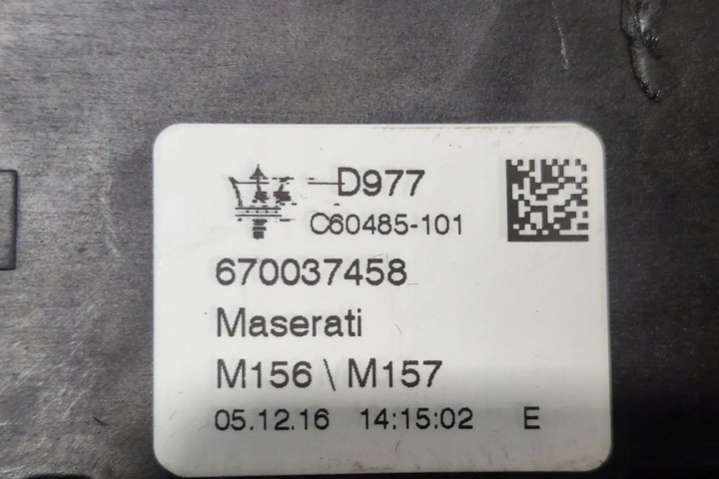 D977
C60485-101
670037458
Maserati
M156 \ M157
05.12.16 14:15:02 E